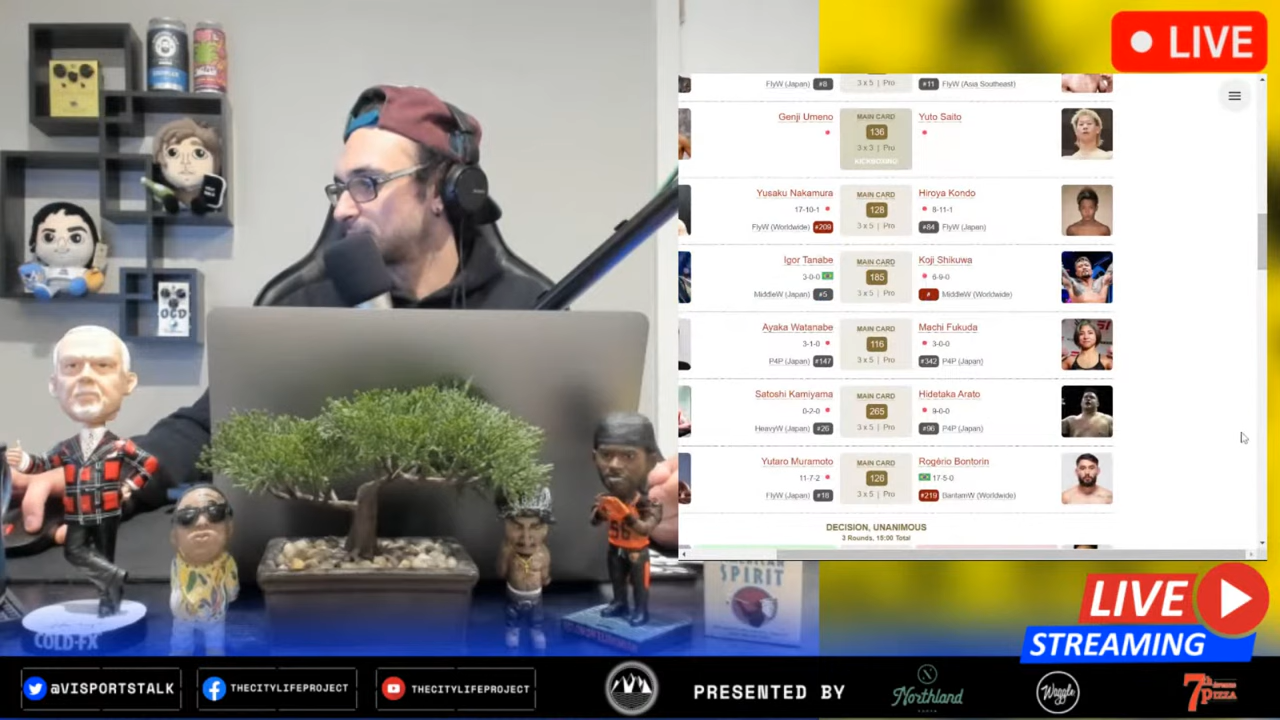 LIVE
FlyW (Japan) #8
3 x 5 | Pro
#11 FlyW (Asia Southeast)
Genji Umeno
MAIN CARD
136
3 x 3 | Pro
KICKBOXING
Yuto Saito
Yusaku Nakamura
17-10-1
FlyW (Worldwide) #209
MAIN CARD
128
3 x 5 | Pro
Hiroya Kondo
8-11-1
#84 FlyW (Japan)
Igor Tanabe
3-0-0
MiddleW (Japan) #5
MAIN CARD
185
3 x 5 | Pro
Koji Shikuwa
6-9-0
# MiddleW (Worldwide)
Ayaka Watanabe
3-1-0
P4P (Japan) #147
MAIN CARD
116
3 x 5 | Pro
Machi Fukuda
3-0-0
#342 P4P (Japan)
Satoshi Kamiyama
0-2-0
HeavyW (Japan) #26
MAIN CARD
265
3 x 5 | Pro
Hidetaka Arato
#96 P4P (Japan)
Yutaro Muramoto
11-7-2
FlyW (Japan) #18
MAIN CARD
126
3 x 5 | Pro
Rogério Bontorin
17-5-0
#219 BantamW (Worldwide)
DECISION, UNANIMOUS
3 Rounds, 15:00 Total
OCD
COLD-FX
SPIRIT
LIVE
STREAMING
@VISPORTSTALK
THECITYLIFEPROJECT
THECITYLIFEPROJECT
PRESENTED BY
Northland
Waggle
7th Avenue PIZZA